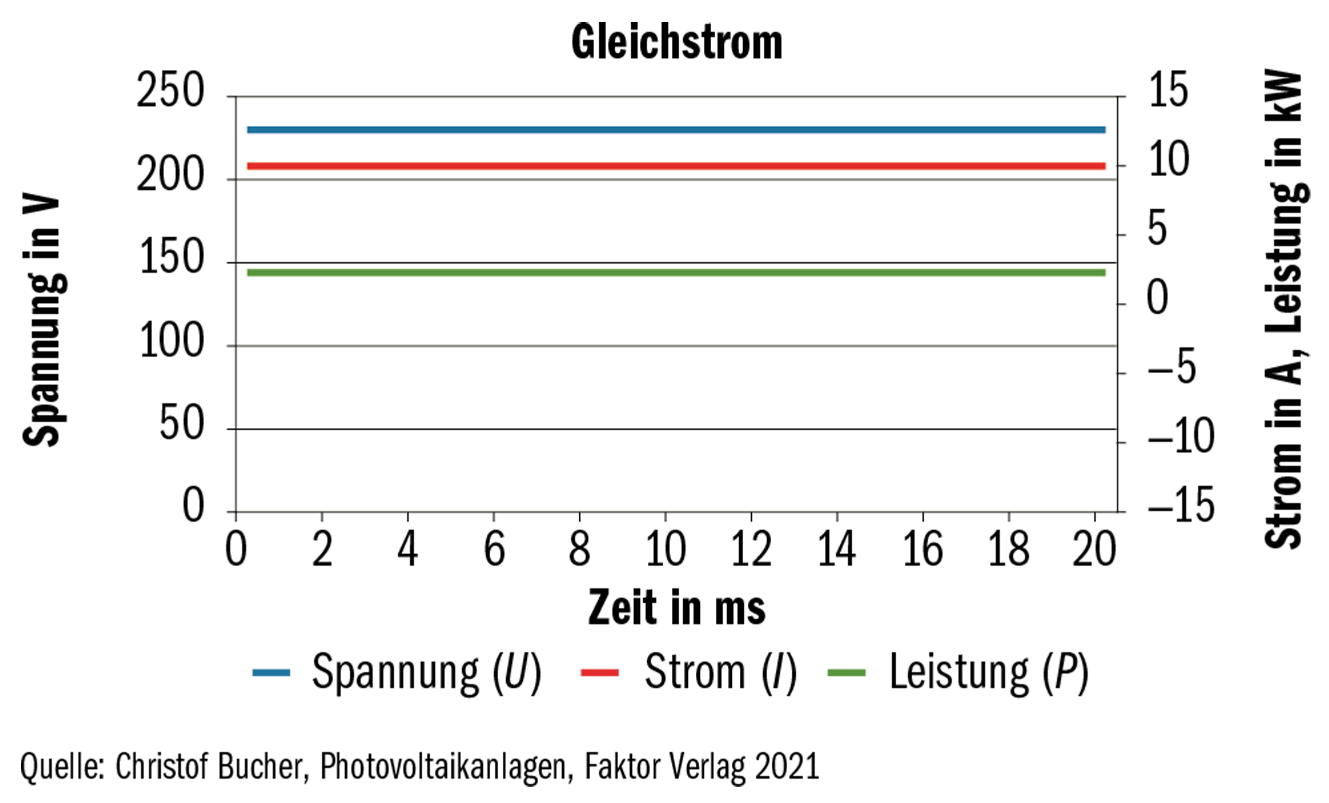 Gleichstrom
Spannung in V
250
200
150
100
50
0
15
10
5
0
–5
–10
–15
Strom in A, Leistung in kW
0 2 4 6 8 10 12 14 16 18 20
Zeit in ms
Spannung (U) Strom (I) Leistung (P)
Quelle: Christof Bucher, Photovoltaikanlagen, Faktor Verlag 2021